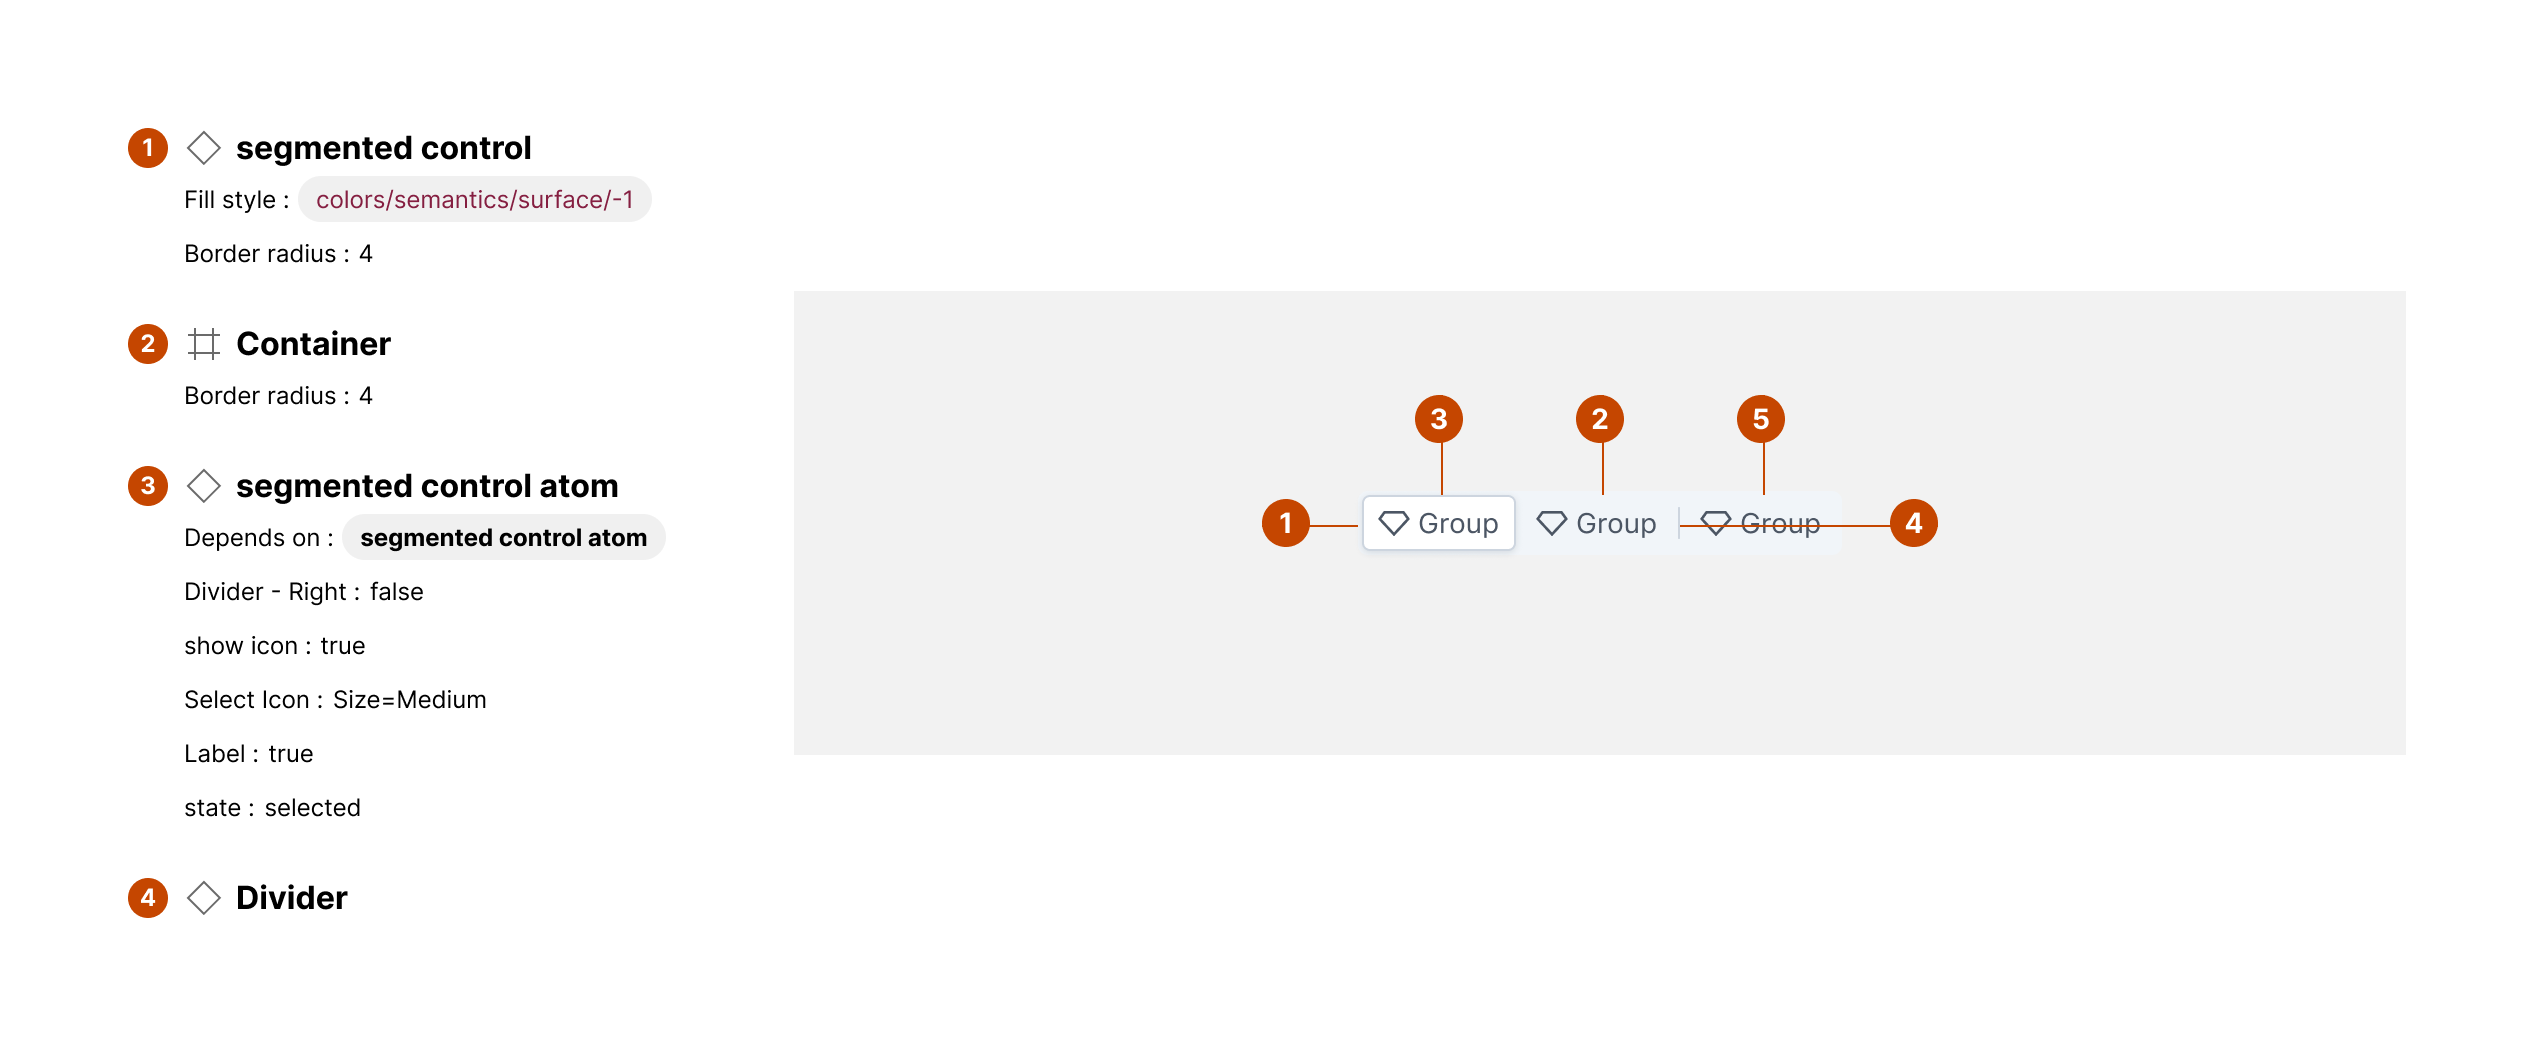 1 segmented control
Fill style : colors/semantics/surface/-1
Border radius : 4
2 Container
Border radius : 4
3 segmented control atom
Depends on : segmented control atom
Divider - Right : false
show icon : true
Select Icon : Size=Medium
Label : true
state : selected
4 Divider
3 2 5
1 Group Group Group 4